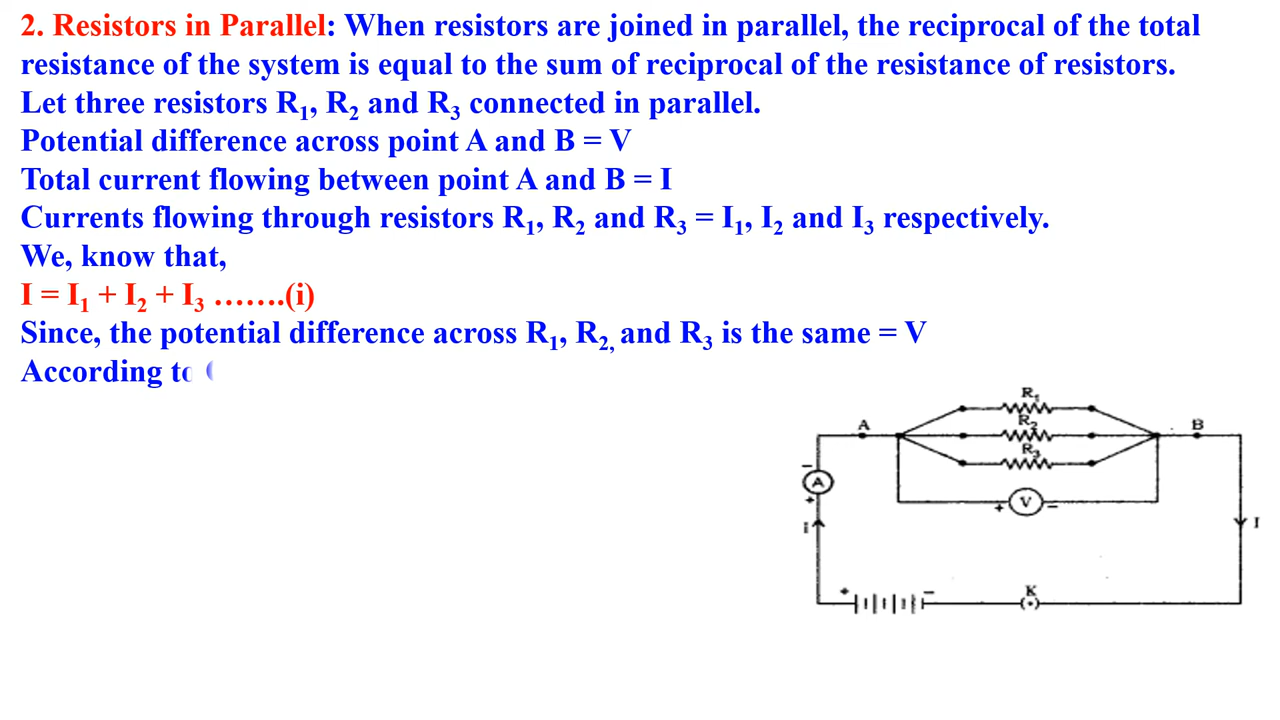 2. Resistors in Parallel: When resistors are joined in parallel, the reciprocal of the total
resistance of the system is equal to the sum of reciprocal of the resistance of resistors.
Let three resistors R₁, R₂ and R₃ connected in parallel.
Potential difference across point A and B = V
Total current flowing between point A and B = I
Currents flowing through resistors R₁, R₂ and R₃ = I₁, I₂ and I₃ respectively.
We, know that,
I = I₁ + I₂ + I₃ …….(i)
Since, the potential difference across R₁, R₂, and R₃ is the same = V
According to
R₁
A R₂ B
R₃
− A +
+ V −
I I
+ − K
(•)